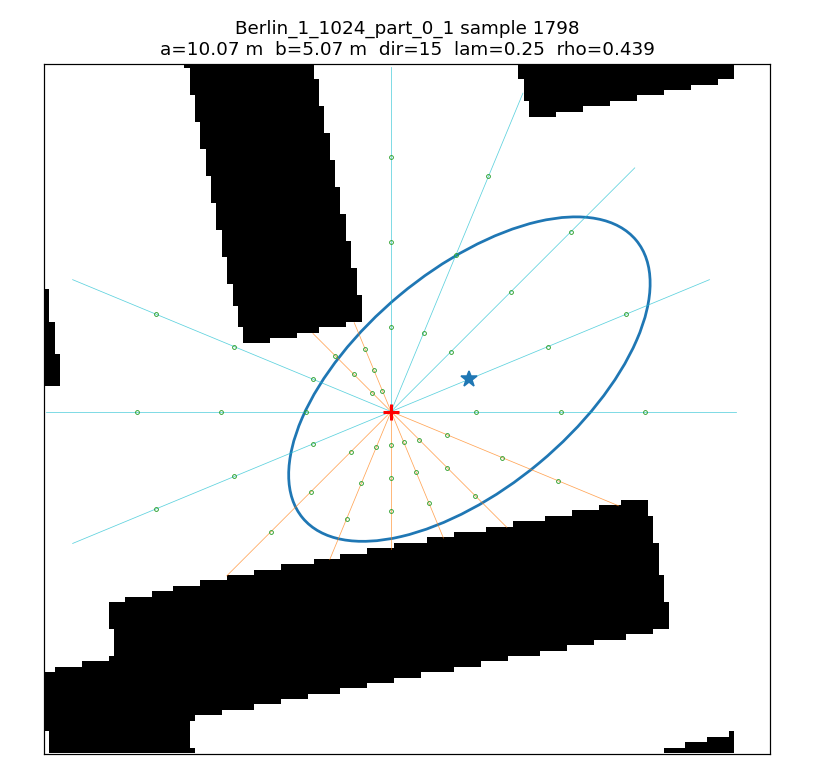 Berlin_1_1024_part_0_1 sample 1798
a=10.07 m  b=5.07 m  dir=15  lam=0.25  rho=0.439